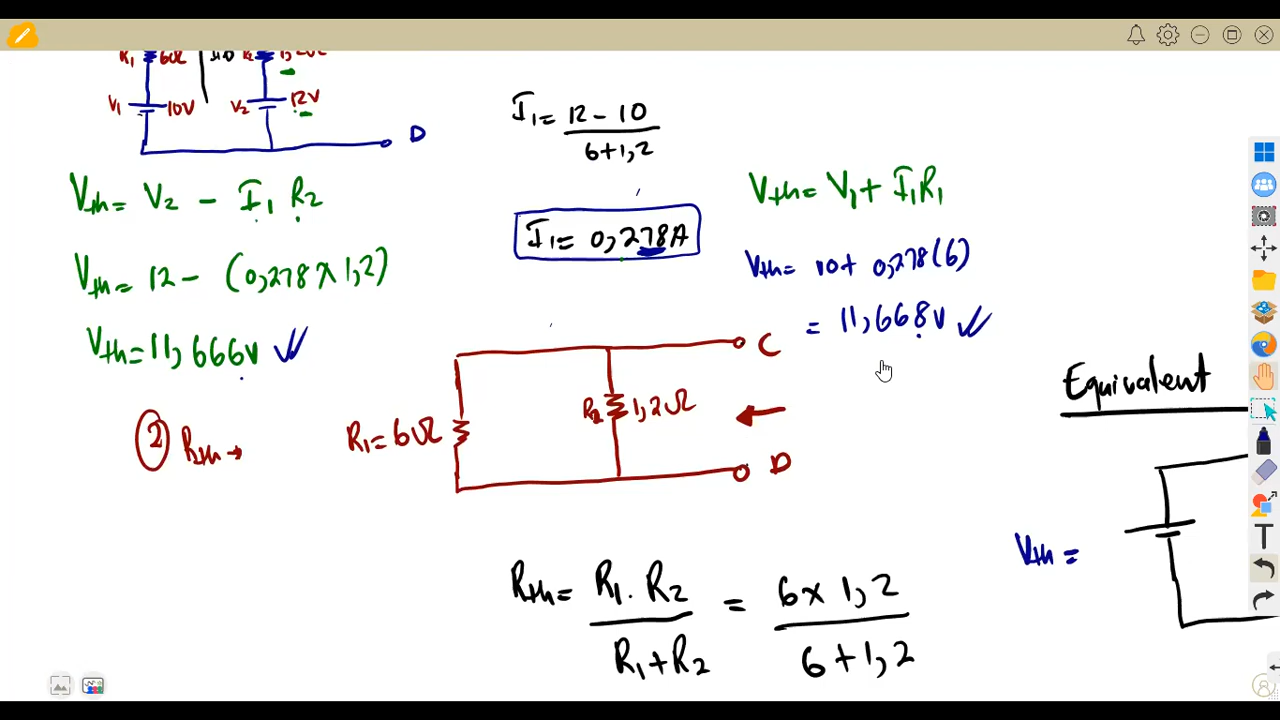 R1 6Ω
R2 1,2Ω
V1 10V
V2 12V
D
Vth = V2 - I1 R2
Vth = 12 - (0,278 x 1,2)
Vth = 11,666V
I1 = 12 - 10 / 6+1,2
I1 = 0,278A
Vth = V1 + I1R1
Vth = 10 + 0,278(6)
= 11,668V
② Rth →
R1 = 6Ω
R2 1,2Ω
C
D
Rth = R1 . R2 / R1 + R2 = 6 x 1,2 / 6 + 1,2
Equivalent
Vth =
T